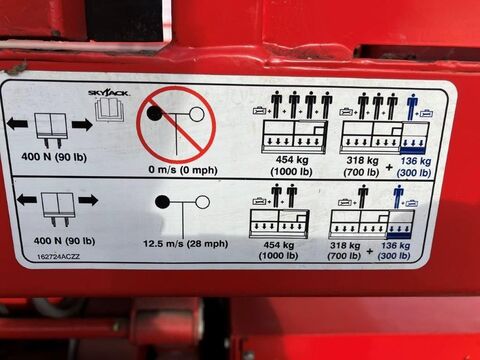 SKYJACK
400 N (90 lb)
0 m/s (0 mph)
454 kg
(1000 lb)
318 kg
(700 lb)
+
136 kg
(300 lb)
400 N (90 lb)
12.5 m/s (28 mph)
454 kg
(1000 lb)
318 kg
(700 lb)
+
136 kg
(300 lb)
162724ACZZ